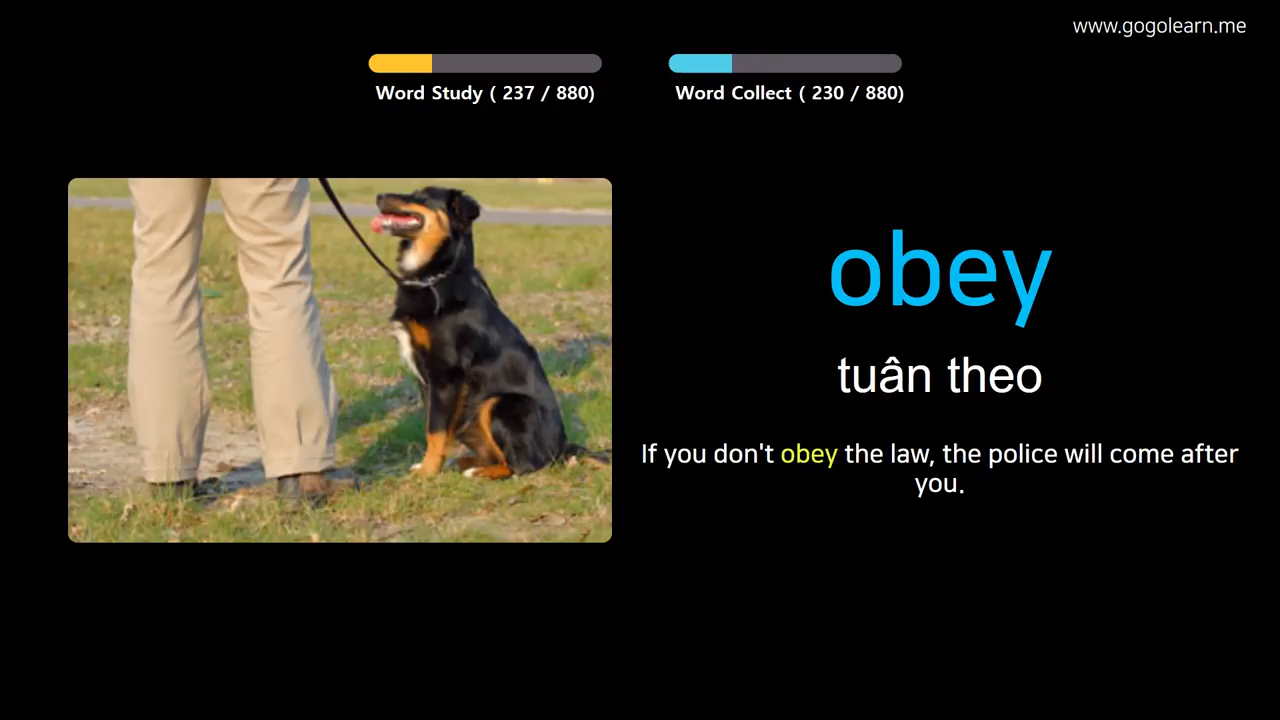 www.gogolearn.me
Word Study ( 237 / 880)
Word Collect ( 230 / 880)
obey
tuân theo
If you don't obey the law, the police will come after
you.